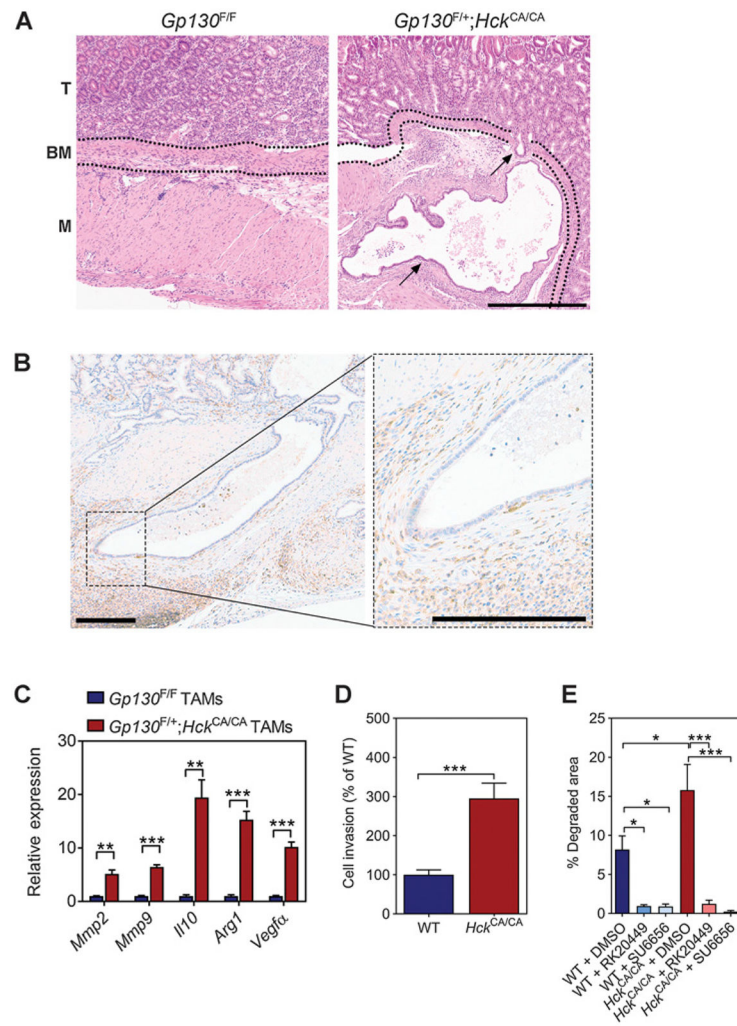 A
Gp130F/F
Gp130F/+;HckCA/CA
T
BM
M
B
C
Gp130F/F TAMs
Gp130F/+;HckCA/CA TAMs
Relative expression
30
20
10
0
**
***
**
***
***
Mmp2
Mmp9
Il10
Arg1
Vegfα
D
Cell invasion (% of WT)
500
400
300
200
100
0
***
WT
HckCA/CA
E
% Degraded area
25
20
15
10
5
0
*
***
***
*
*
WT + DMSO
WT + RK20449
WT + SU6656
HckCA/CA + DMSO
HckCA/CA + RK20449
HckCA/CA + SU6656